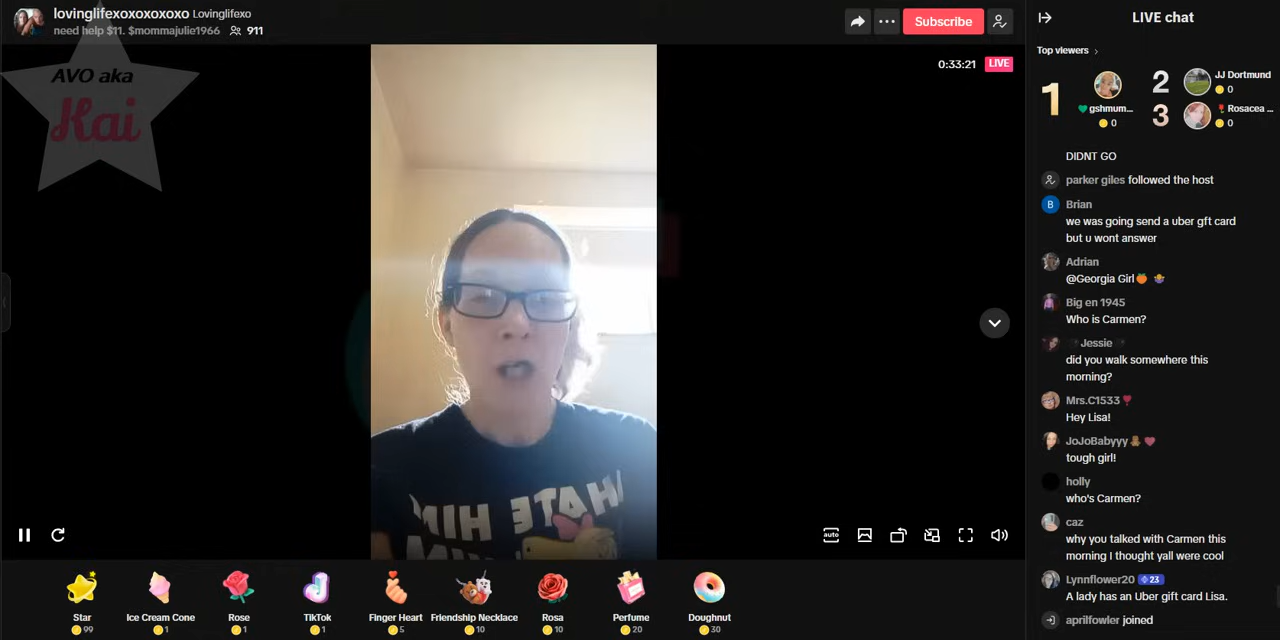 lovinglifexoxoxoxoxo Lovinglifexo
need help $11. $mommajulie1966 911
Subscribe
AVO aka
Kai
0:33:21 LIVE
HATE HIM
auto
Star
99
Ice Cream Cone
1
Rose
1
TikTok
1
Finger Heart
5
Friendship Necklace
10
Rosa
10
Perfume
20
Doughnut
30
LIVE chat
Top viewers
1
gshmum...
0
2
JJ Dortmund
0
3
Rosacea ...
0
DIDNT GO
parker giles followed the host
B
Brian
we was going send a uber gft card
but u wont answer
Adrian
@Georgia Girl
Big en 1945
Who is Carmen?
Jessie
did you walk somewhere this
morning?
Mrs.C1533
Hey Lisa!
JoJoBabyyy
tough girl!
holly
who's Carmen?
caz
why you talked with Carmen this
morning I thought yall were cool
Lynnflower20 23
A lady has an Uber gift card Lisa.
aprilfowler joined